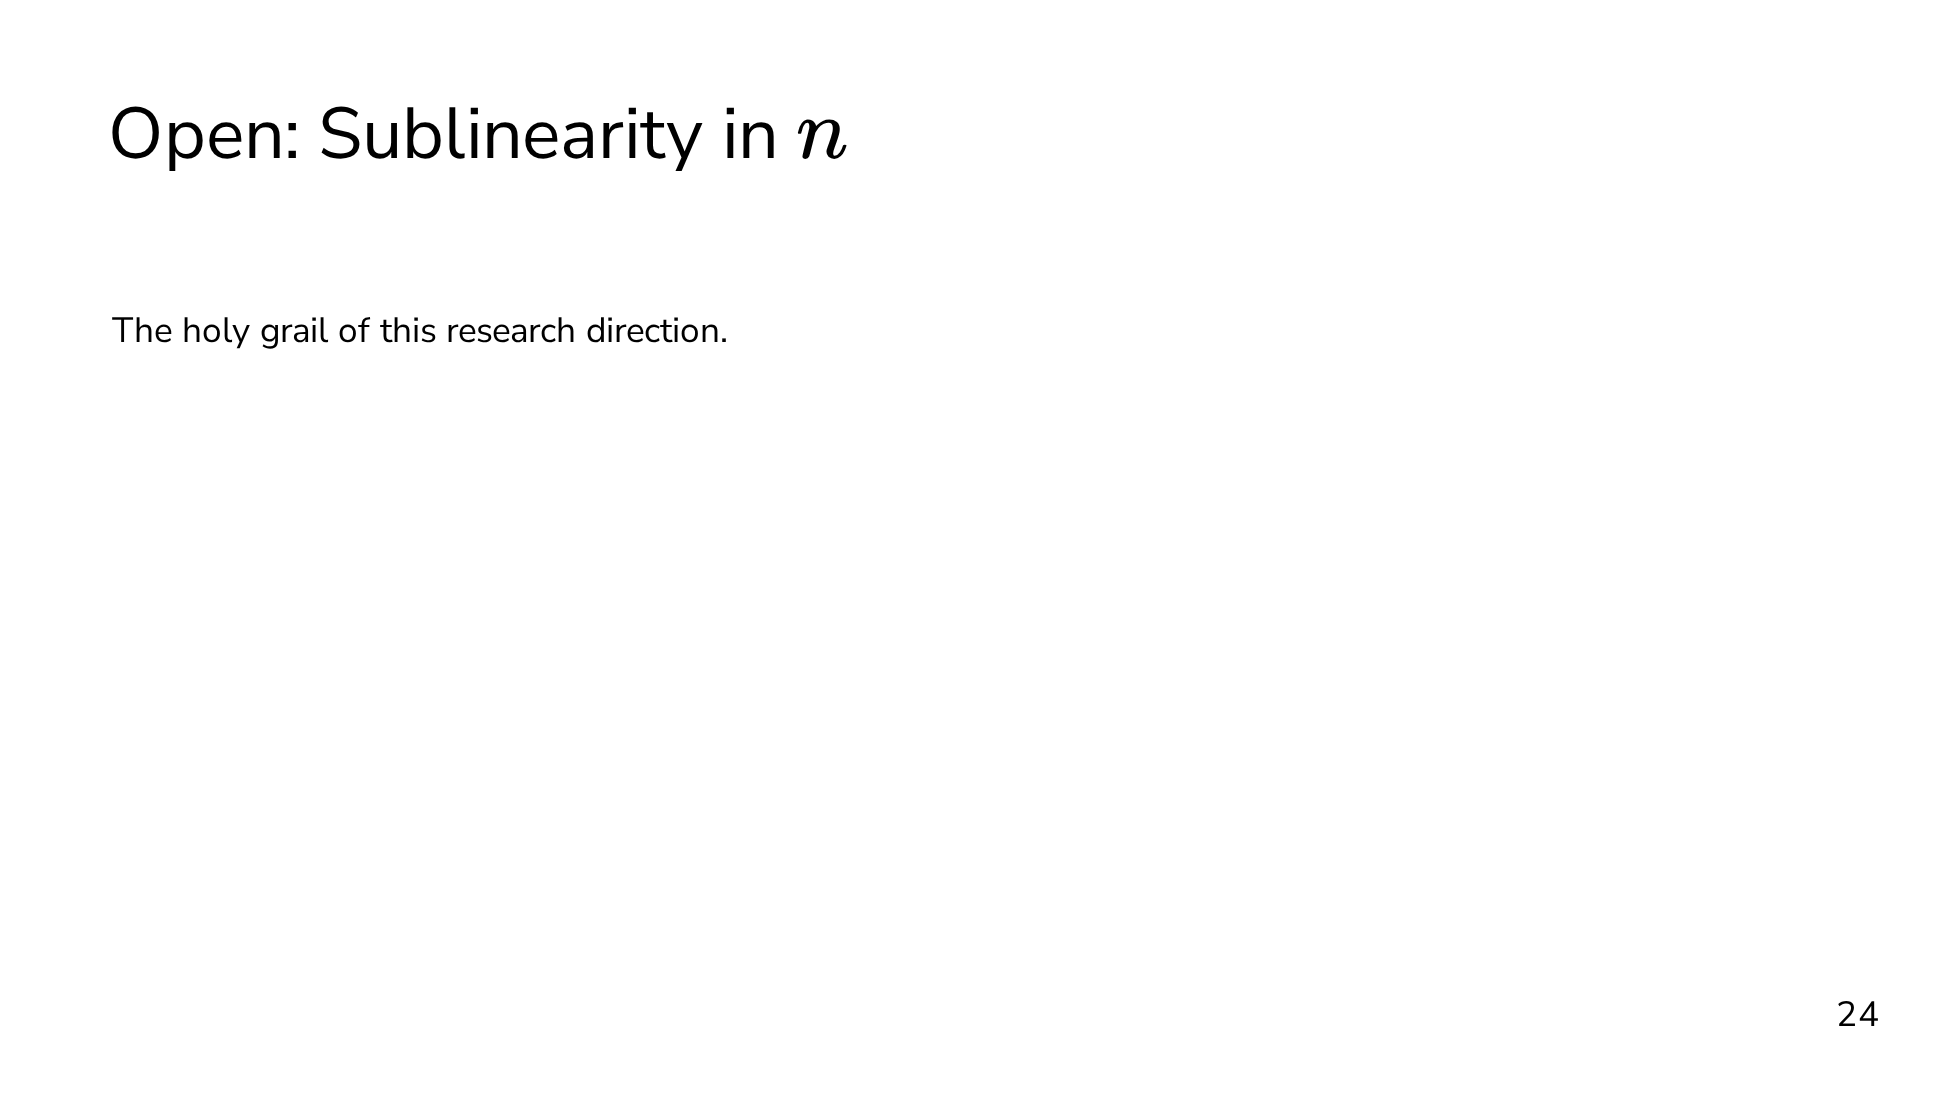 Open: Sublinearity in n
The holy grail of this research direction.
24